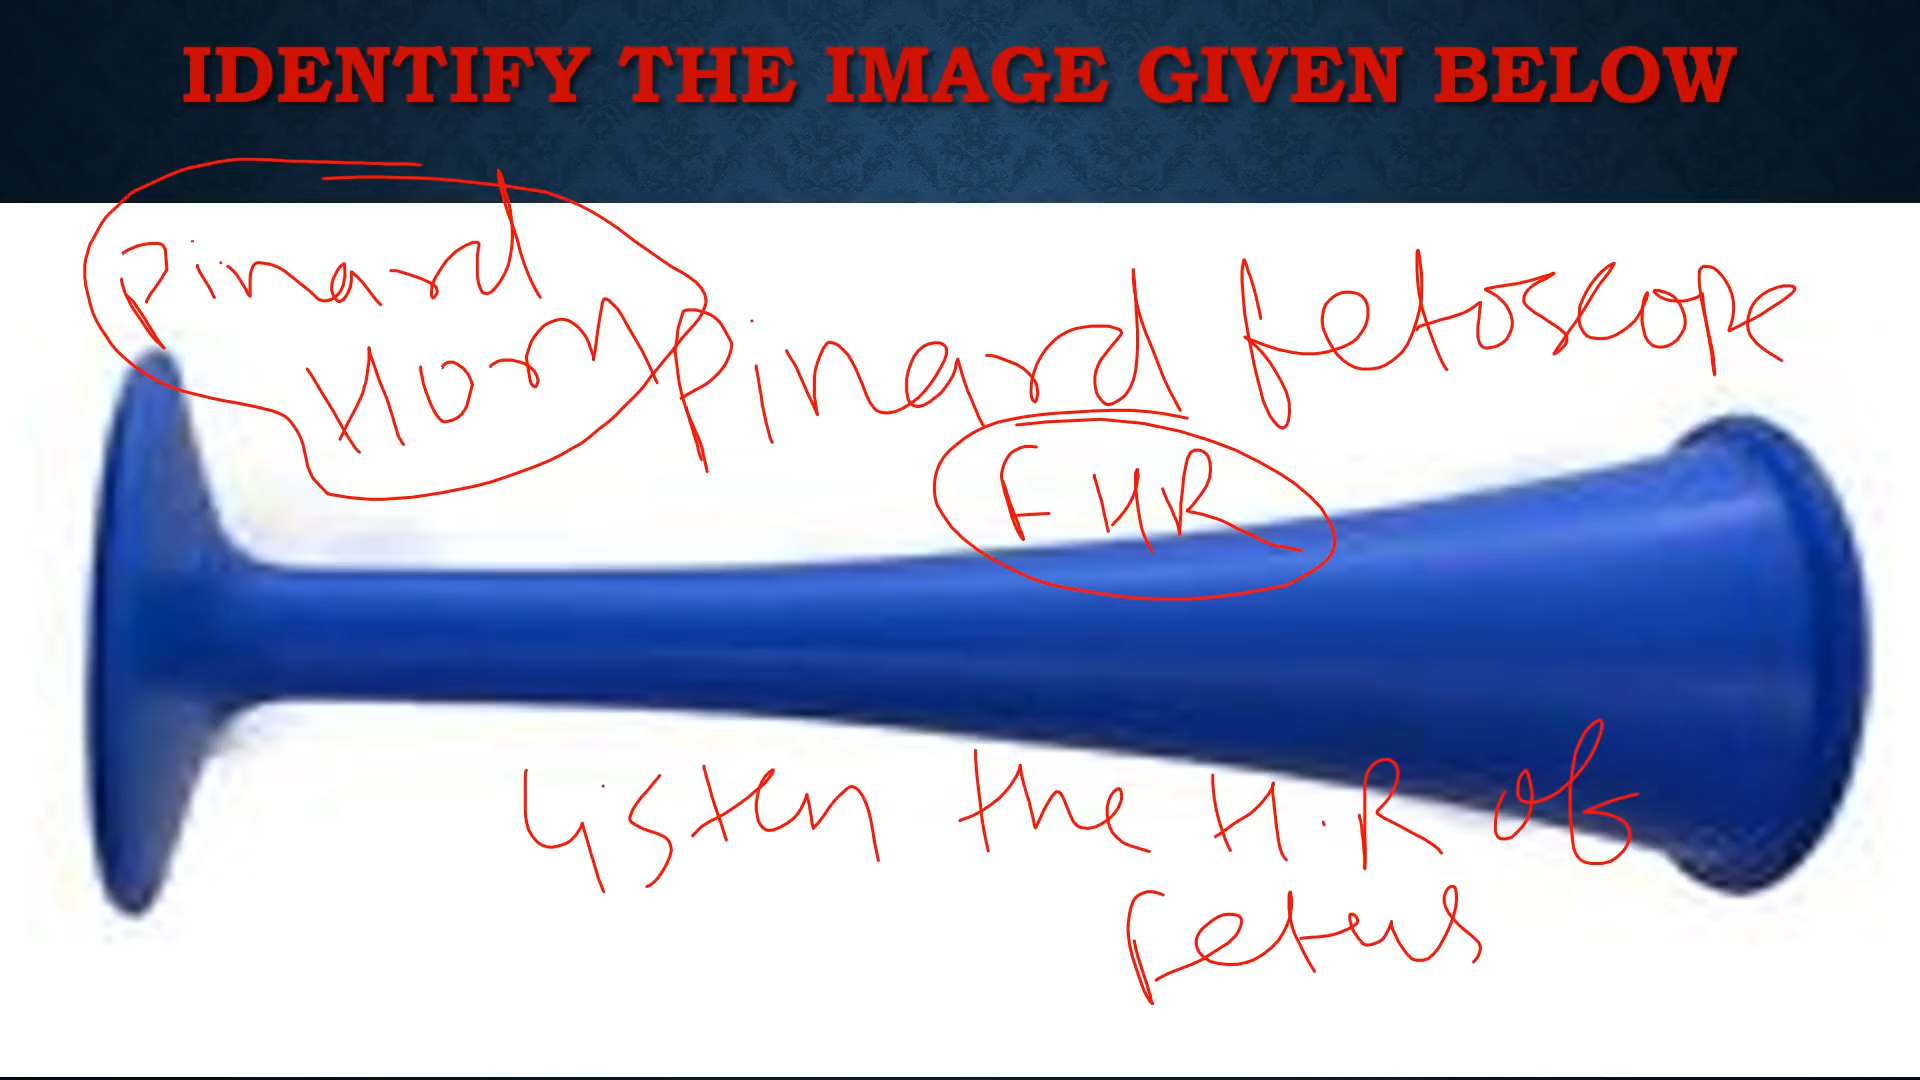 IDENTIFY THE IMAGE GIVEN BELOW
Pinard
Horn
Pinard fetoscope
FHR
Listen the H.R of
Fetus